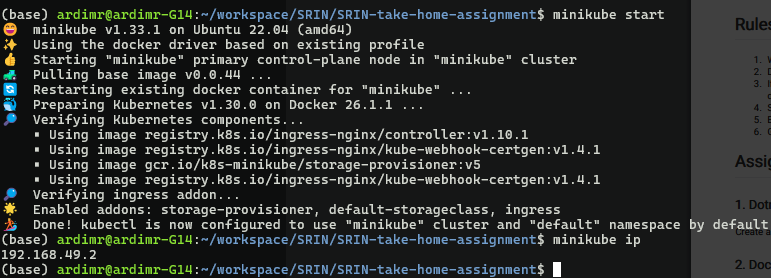 (base) ardimr@ardimr-G14:~/workspace/SRIN/SRIN-take-home-assignment$ minikube start
😄 minikube v1.33.1 on Ubuntu 22.04 (amd64)
✨ Using the docker driver based on existing profile
👍 Starting "minikube" primary control-plane node in "minikube" cluster
🚜 Pulling base image v0.0.44 ...
🔄 Restarting existing docker container for "minikube" ...
🐳 Preparing Kubernetes v1.30.0 on Docker 26.1.1 ...
🔎 Verifying Kubernetes components...
▪ Using image registry.k8s.io/ingress-nginx/controller:v1.10.1
▪ Using image registry.k8s.io/ingress-nginx/kube-webhook-certgen:v1.4.1
▪ Using image gcr.io/k8s-minikube/storage-provisioner:v5
▪ Using image registry.k8s.io/ingress-nginx/kube-webhook-certgen:v1.4.1
🔎 Verifying ingress addon...
🌟 Enabled addons: storage-provisioner, default-storageclass, ingress
🏄 Done! kubectl is now configured to use "minikube" cluster and "default" namespace by default
(base) ardimr@ardimr-G14:~/workspace/SRIN/SRIN-take-home-assignment$ minikube ip
192.168.49.2
(base) ardimr@ardimr-G14:~/workspace/SRIN/SRIN-take-home-assignment$
Rules
1.
2.
3.
4.
5.
6.
Assig
1. Dot
Create a
2. Doc